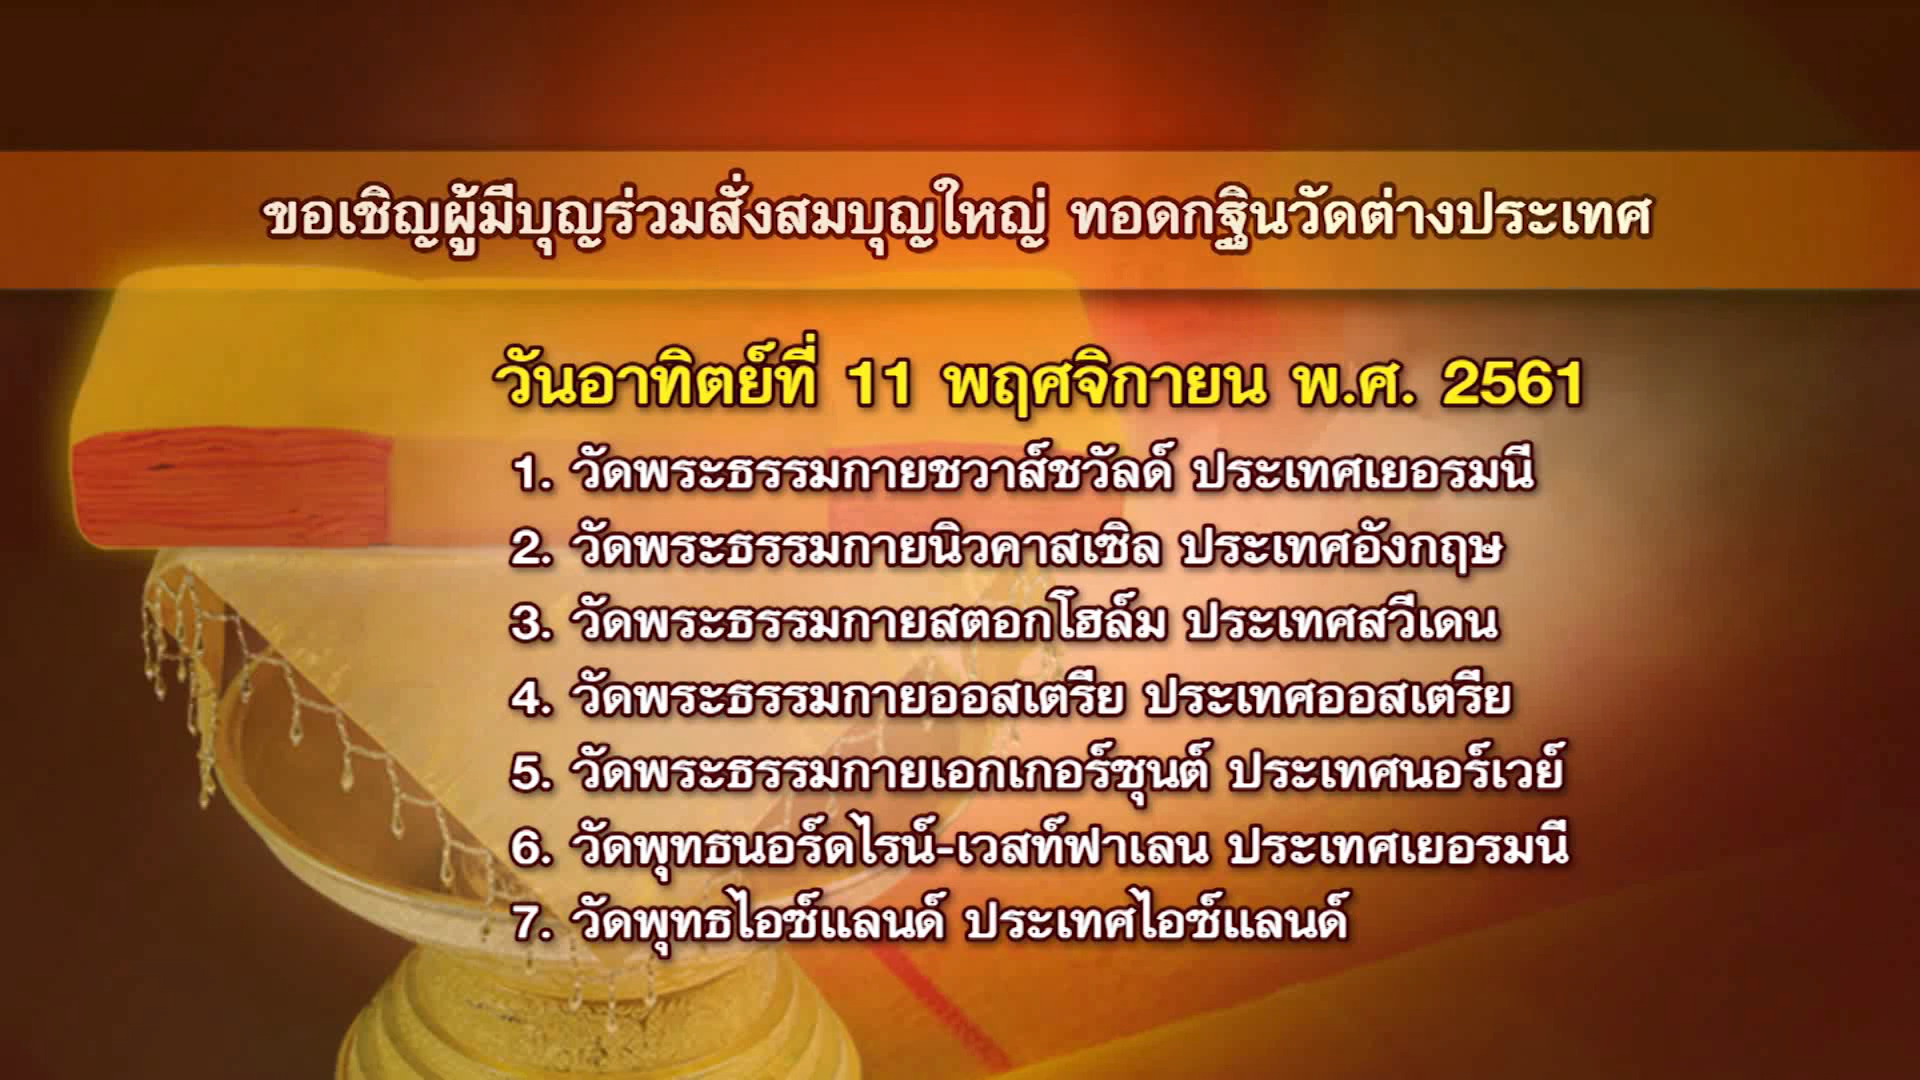 ขอเชิญผู้มีบุญร่วมสั่งสมบุญใหญ่ ทอดกฐินวัดต่างประเทศ
วันอาทิตย์ที่ 11 พฤศจิกายน พ.ศ. 2561
1. วัดพระธรรมกายชวาส์ชวัลด์ ประเทศเยอรมนี
2. วัดพระธรรมกายนิวคาสเซิล ประเทศอังกฤษ
3. วัดพระธรรมกายสตอกโฮล์ม ประเทศสวีเดน
4. วัดพระธรรมกายออสเตรีย ประเทศออสเตรีย
5. วัดพระธรรมกายเอกเกอร์ซุนต์ ประเทศนอร์เวย์
6. วัดพุทธนอร์ดไรน์-เวสท์ฟาเลน ประเทศเยอรมนี
7. วัดพุทธไอซ์แลนด์ ประเทศไอซ์แลนด์